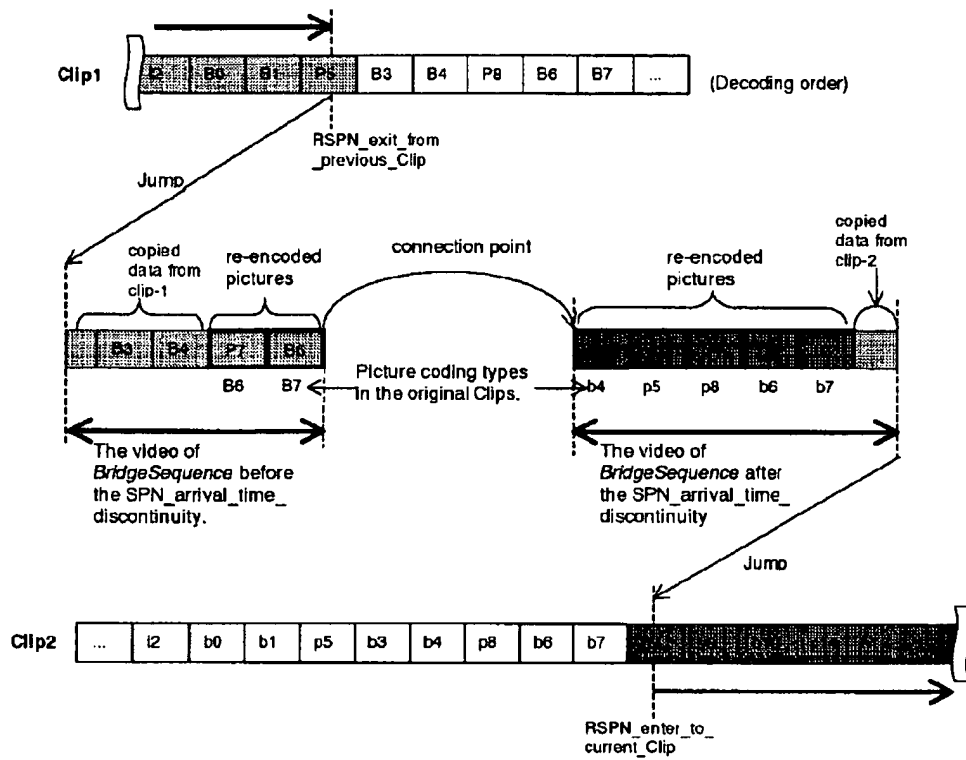 Clip1
I2 B0 B1 P5 B3 B4 P8 B6 B7 ...
(Decoding order)
RSPN_exit_from
_previous_Clip
Jump
copied
data from
clip-1
re-encoded
pictures
connection point
re-encoded
pictures
copied
data from
clip-2
B3 B4 P7 B6
B6 B7
Picture coding types
in the original Clips.
b4 p5 p8 b6 b7
The video of
BridgeSequence before
the SPN_arrival_time_
discontinuity.
The video of
BridgeSequence after
the SPN_arrival_time_
discontinuity
Jump
Clip2
... i2 b0 b1 p5 b3 b4 p8 b6 b7
RSPN_enter_to_
current_Clip